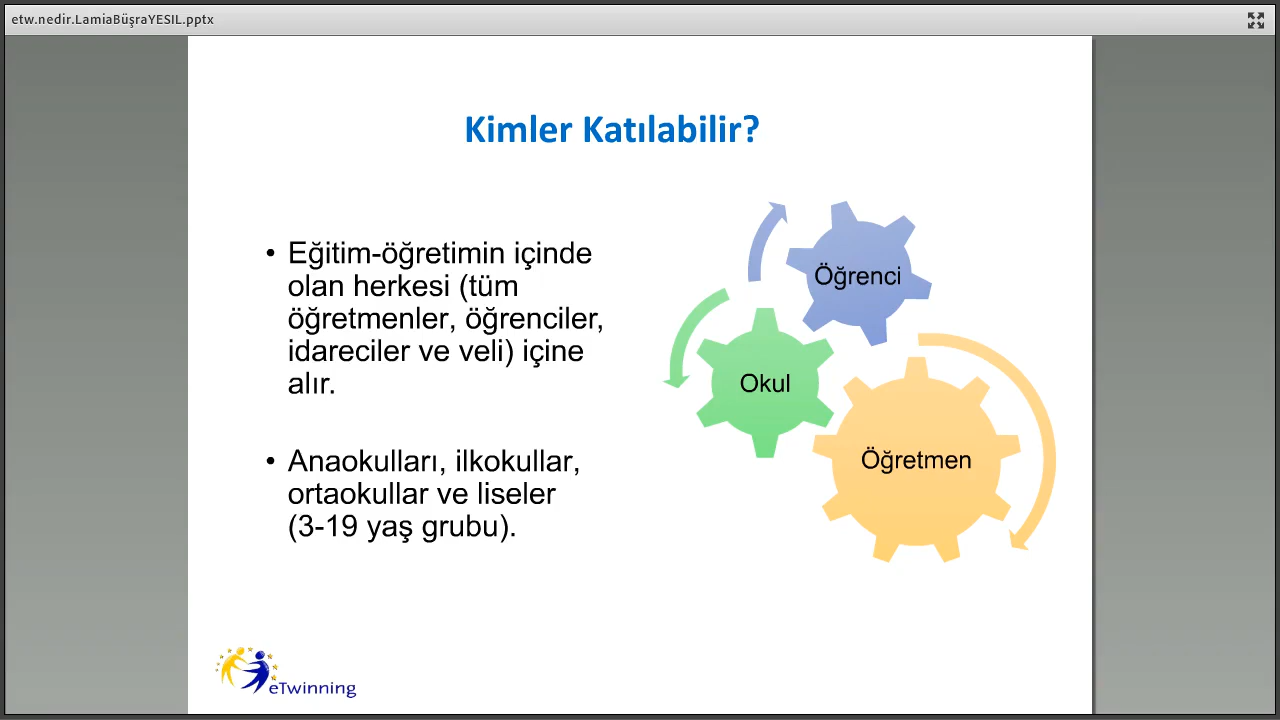 etw.nedir.LamiaBüşraYESIL.pptx
Kimler Katılabilir?
• Eğitim-öğretimin içinde
olan herkesi (tüm
öğretmenler, öğrenciler,
idareciler ve veli) içine
alır.
• Anaokulları, ilkokullar,
ortaokullar ve liseler
(3-19 yaş grubu).
Öğrenci
Okul
Öğretmen
eTwinning